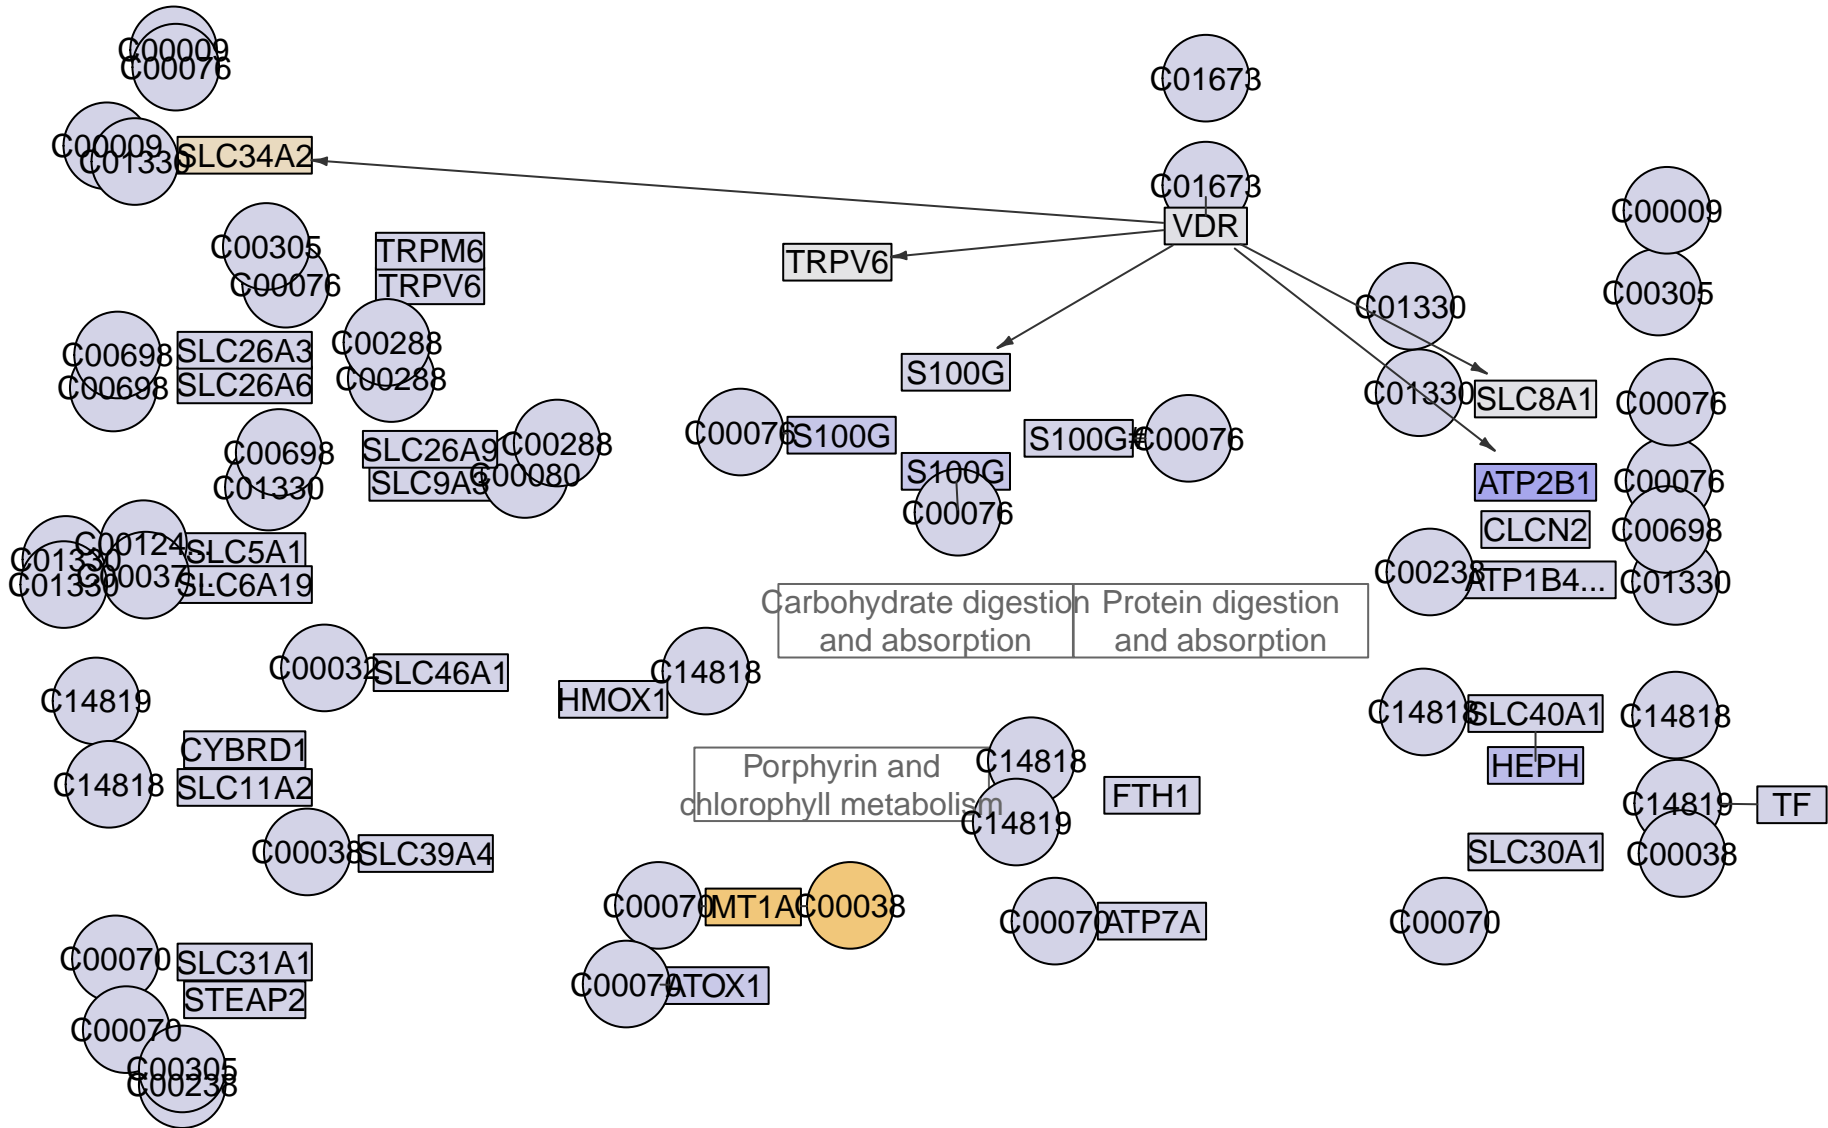 C00009
C00076
C01673
C00009
C01330
SLC34A2
C01673
VDR
C00009
C00305
TRPM6
TRPV6
C00076
TRPV6
C01330
C00305
C00698
SLC26A3
C00288
C00698
SLC26A6
C00288
S100G
C01330
SLC8A1
C00076
C00698
SLC26A9
C00288
C01330
SLC9A3
C00080
C00076
S100G
S100G#
C00076
S100G
C00076
ATP2B1
C00076
CLCN2
C00698
C01330
C00124...
SLC5A1
C01330
C00037...
SLC6A19
C00238
ATP1B4...
C01330
Carbohydrate digestion
and absorption
Protein digestion
and absorption
C00032
SLC46A1
HMOX1
C14818
C14819
C14818
SLC40A1
C14818
HEPH
CYBRD1
C14818
SLC11A2
Porphyrin and
chlorophyll metabolism
C14818
C14819
FTH1
C14819
TF
C00038
SLC39A4
SLC30A1
C00038
C00070
MT1A
C00038
C00070
ATP7A
C00070
C00070
SLC31A1
STEAP2
C00070
ATOX1
C00070
C00305
C00238